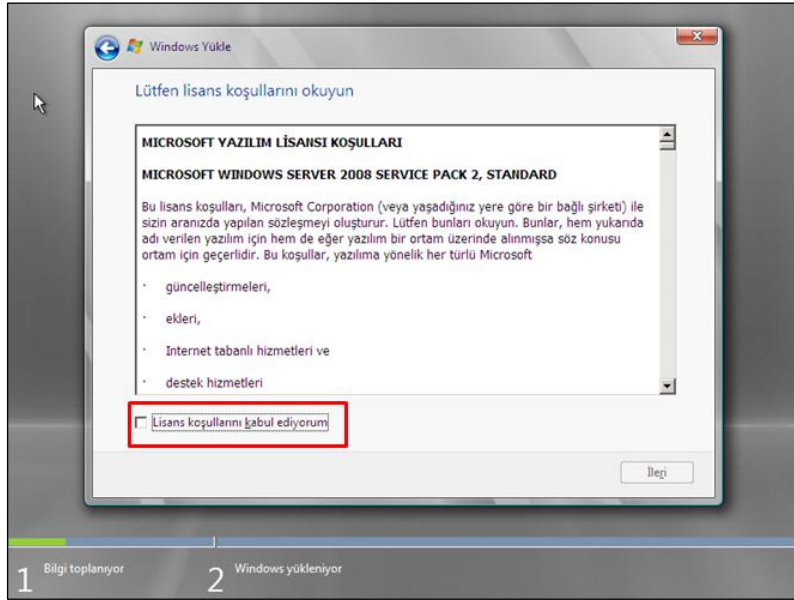 Windows Yükle
Lütfen lisans koşullarını okuyun
MICROSOFT YAZILIM LİSANSI KOŞULLARI
MICROSOFT WINDOWS SERVER 2008 SERVICE PACK 2, STANDARD
Bu lisans koşulları, Microsoft Corporation (veya yaşadığınız yere göre bir bağlı şirketi) ile
sizin aranızda yapılan sözleşmeyi oluşturur. Lütfen bunları okuyun. Bunlar, hem yukarıda
adı verilen yazılım için hem de eğer yazılım bir ortam üzerinde alınmışsa söz konusu
ortam için geçerlidir. Bu koşullar, yazılıma yönelik her türlü Microsoft
· güncelleştirmeleri,
· ekleri,
· Internet tabanlı hizmetleri ve
· destek hizmetleri
Lisans koşullarını kabul ediyorum
İleri
1 Bilgi toplanıyor
2 Windows yükleniyor